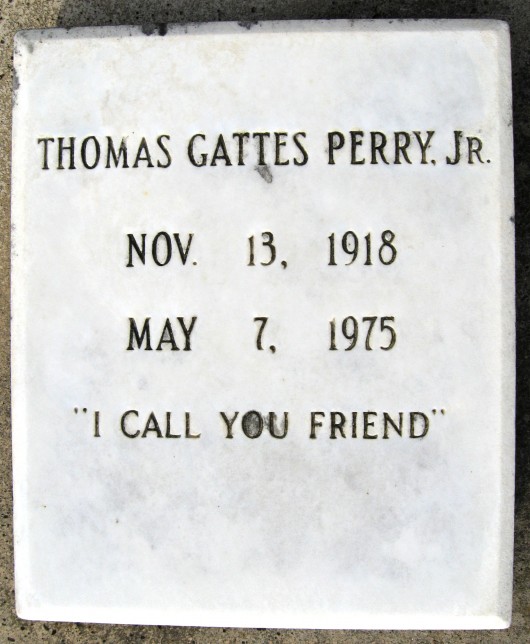 THOMAS GATTES PERRY, JR.
NOV. 13, 1918
MAY 7, 1975
"I CALL YOU FRIEND"